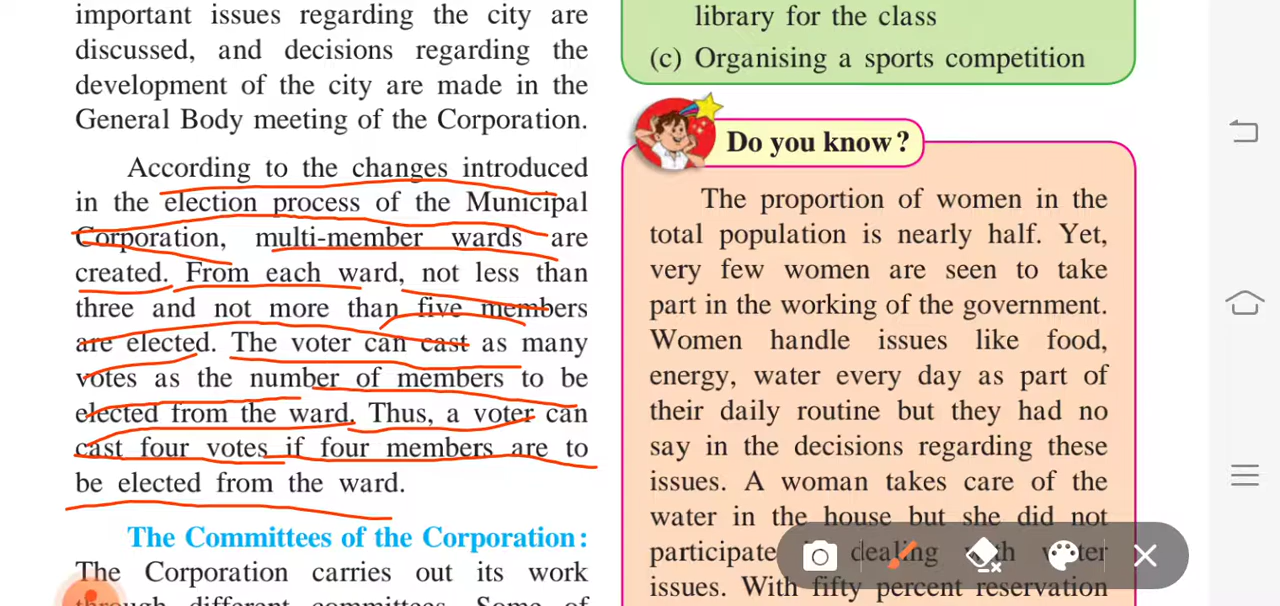 important issues regarding the city are
discussed, and decisions regarding the
development of the city are made in the
General Body meeting of the Corporation.
According to the changes introduced
in the election process of the Municipal
Corporation, multi-member wards are
created. From each ward, not less than
three and not more than five members
are elected. The voter can cast as many
votes as the number of members to be
elected from the ward. Thus, a voter can
cast four votes if four members are to
be elected from the ward.
The Committees of the Corporation :
The Corporation carries out its work
through different committees. Some of
library for the class
(c) Organising a sports competition
Do you know?
The proportion of women in the
total population is nearly half. Yet,
very few women are seen to take
part in the working of the government.
Women handle issues like food,
energy, water every day as part of
their daily routine but they had no
say in the decisions regarding these
issues. A woman takes care of the
water in the house but she did not
participate dealing
issues. With fifty percent reservation